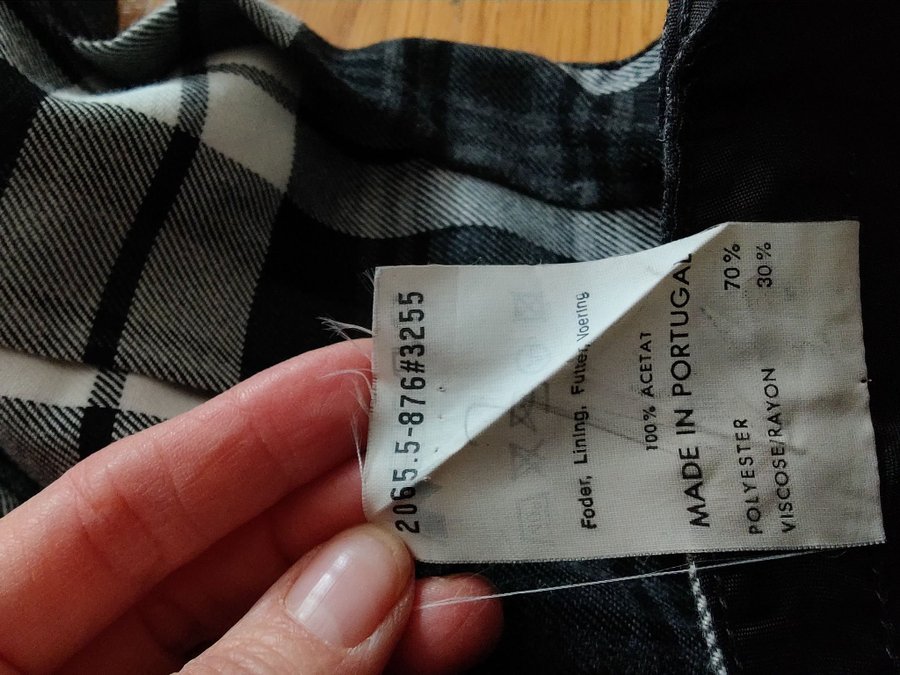 2065.5-876#3255
Foder, Lining, Futter, Voering
100% ACETAT
MADE IN PORTUGAL
POLYESTER 70%
VISCOSE/RAYON 30%